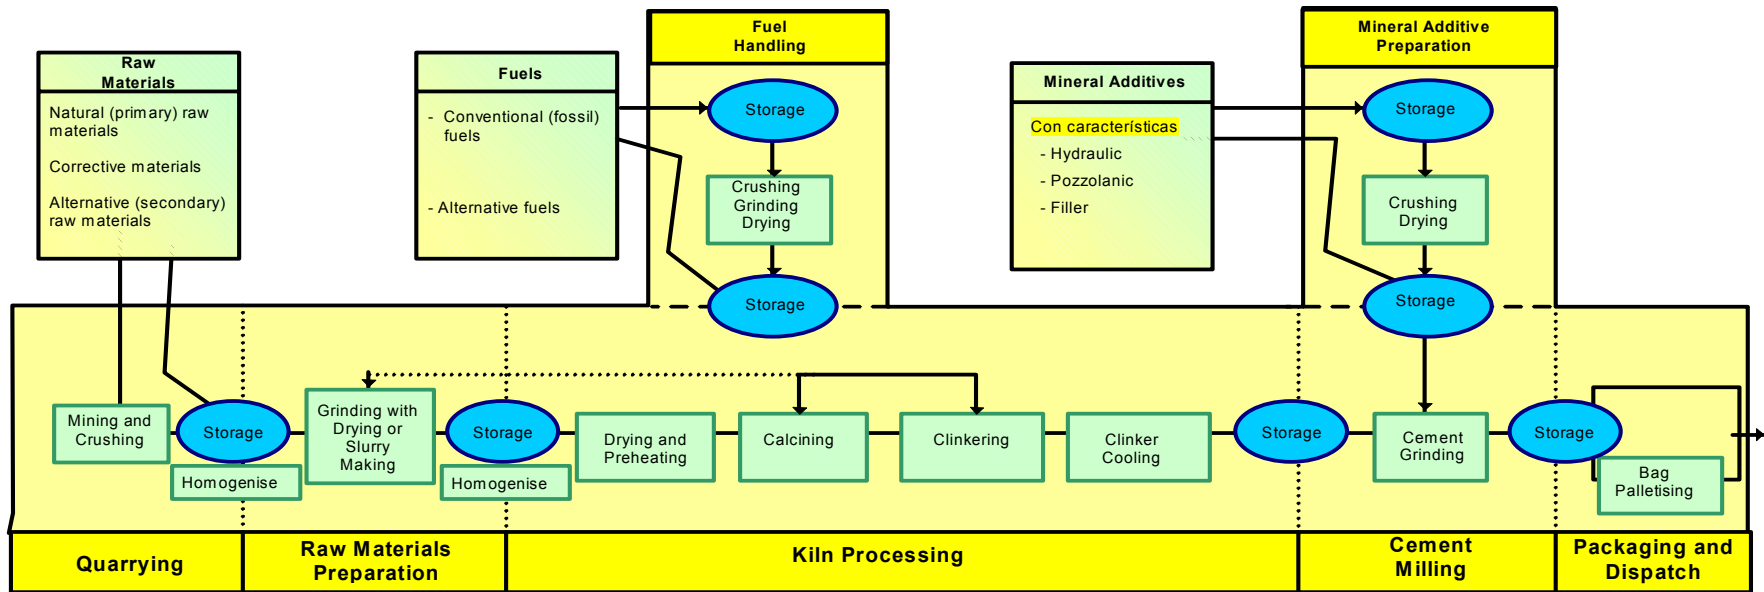 Raw
Materials
Natural (primary) raw
materials
Corrective materials
Alternative (secondary)
raw materials
Fuels
- Conventional (fossil)
fuels
- Alternative fuels
Fuel
Handling
Storage
Crushing
Grinding
Drying
Storage
Mineral Additives
Con características
- Hydraulic
- Pozzolanic
- Filler
Mineral Additive
Preparation
Storage
Crushing
Drying
Storage
Mining and
Crushing
Storage
Homogenise
Grinding with
Drying or
Slurry
Making
Storage
Homogenise
Drying and
Preheating
Calcining
Clinkering
Clinker
Cooling
Storage
Cement
Grinding
Storage
Bag
Palletising
Quarrying
Raw Materials
Preparation
Kiln Processing
Cement
Milling
Packaging and
Dispatch